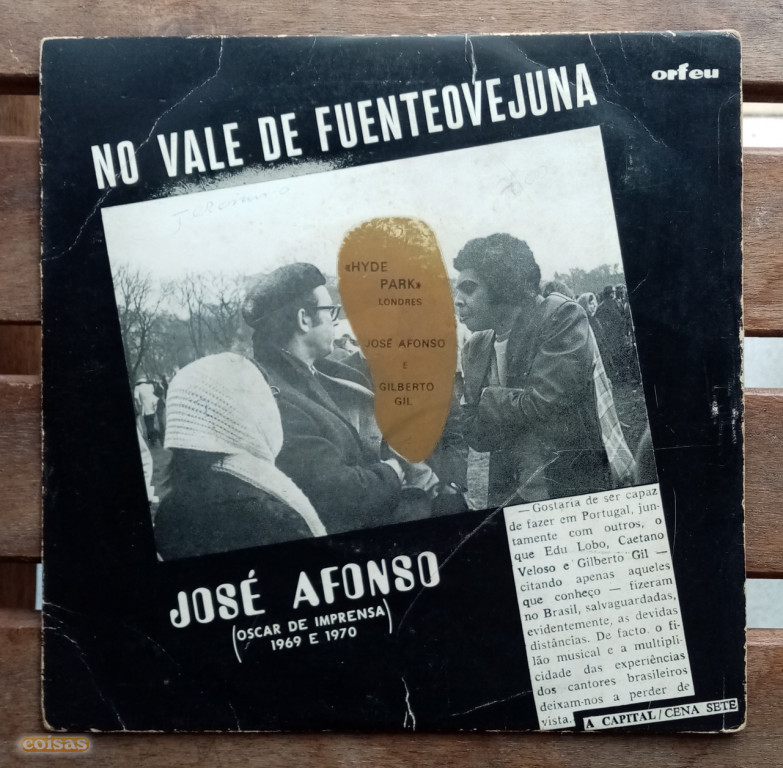 orfeu
NO VALE DE FUENTEOVEJUNA
«HYDE
PARK»
LONDRES
JOSÉ AFONSO
E
GILBERTO
GIL
JOSÉ AFONSO
(OSCAR DE IMPRENSA)
1969 E 1970
— Gostaria de ser capaz
de fazer em Portugal, jun-
tamente com outros, o
que Edu Lobo, Caetano
Veloso e Gilberto Gil —
citando apenas aqueles
que conheço — fizeram
no Brasil, salvaguardadas,
evidentemente, as devidas
distâncias. De facto, o fi-
lão musical e a multipli-
cidade das experiências
dos cantores brasileiros
deixam-nos a perder de
vista.
A CAPITAL/CENA SETE
coisas